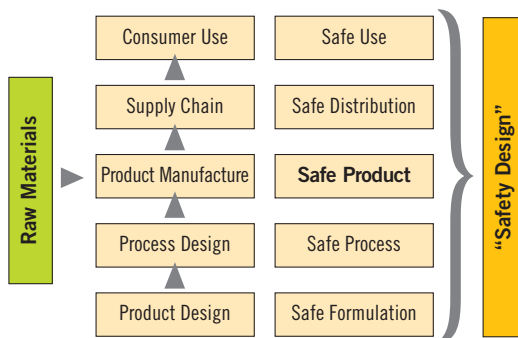 Raw Materials
Consumer Use
Safe Use
Supply Chain
Safe Distribution
Product Manufacture
Safe Product
Process Design
Safe Process
Product Design
Safe Formulation
“Safety Design”